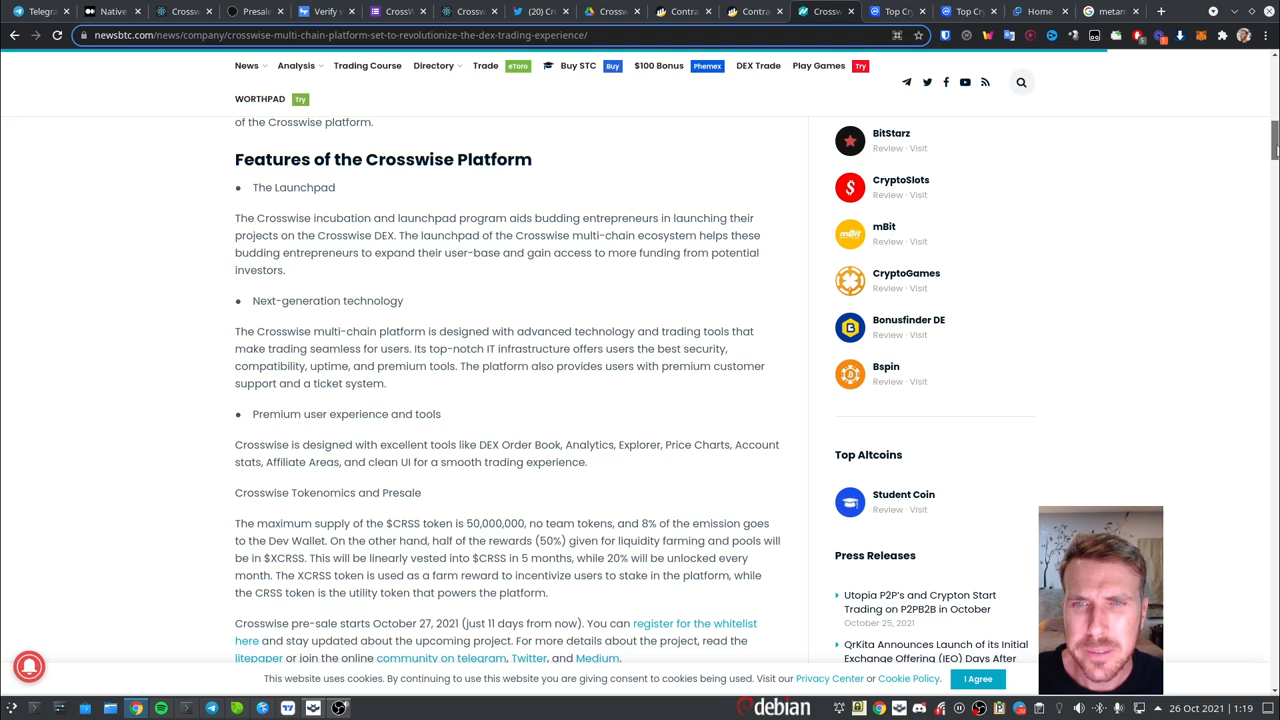 Telegra
Natives
Crossw
Presale
Verify v
Crossw
Crossw
(20) Cr
Crossw
Contra
Contra
Crossw
Top Cry
Top Cry
Home |
metam
newsbtc.com/news/company/crosswise-multi-chain-platform-set-to-revolutionize-the-dex-trading-experience/
News Analysis Trading Course Directory Trade eToro Buy STC Buy $100 Bonus Phemex DEX Trade Play Games Try
WORTHPAD Try
of the Crosswise platform.
Features of the Crosswise Platform
● The Launchpad
The Crosswise incubation and launchpad program aids budding entrepreneurs in launching their
projects on the Crosswise DEX. The launchpad of the Crosswise multi-chain ecosystem helps these
budding entrepreneurs to expand their user-base and gain access to more funding from potential
investors.
● Next-generation technology
The Crosswise multi-chain platform is designed with advanced technology and trading tools that
make trading seamless for users. Its top-notch IT infrastructure offers users the best security,
compatibility, uptime, and premium tools. The platform also provides users with premium customer
support and a ticket system.
● Premium user experience and tools
Crosswise is designed with excellent tools like DEX Order Book, Analytics, Explorer, Price Charts, Account
stats, Affiliate Areas, and clean UI for a smooth trading experience.
Crosswise Tokenomics and Presale
The maximum supply of the $CRSS token is 50,000,000, no team tokens, and 8% of the emission goes
to the Dev Wallet. On the other hand, half of the rewards (50%) given for liquidity farming and pools will
be in $XCRSS. This will be linearly vested into $CRSS in 5 months, while 20% will be unlocked every
month. The XCRSS token is used as a farm reward to incentivize users to stake in the platform, while
the CRSS token is the utility token that powers the platform.
Crosswise pre-sale starts October 27, 2021 (just 11 days from now). You can register for the whitelist
here and stay updated about the upcoming project. For more details about the project, read the
litepaper or join the online community on telegram, Twitter, and Medium.
BitStarz
Review · Visit
CryptoSlots
Review · Visit
mBit
Review · Visit
CryptoGames
Review · Visit
Bonusfinder DE
Review · Visit
Bspin
Review · Visit
Top Altcoins
Student Coin
Review · Visit
Press Releases
Utopia P2P's and Crypton Start
Trading on P2PB2B in October
October 25, 2021
QrKita Announces Launch of its Initial
Exchange Offering (IEO) Days After
This website uses cookies. By continuing to use this website you are giving consent to cookies being used. Visit our Privacy Center or Cookie Policy. I Agree
debian
26 Oct 2021 1:19